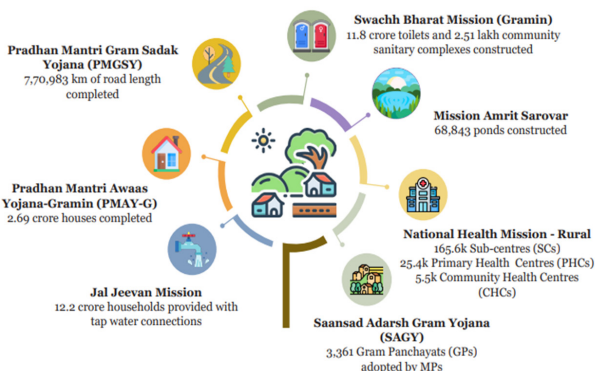 Swachh Bharat Mission (Gramin)
11.8 crore toilets and 2.51 lakh community
sanitary complexes constructed
Pradhan Mantri Gram Sadak
Yojana (PMGSY)
7,70,983 km of road length
completed
Mission Amrit Sarovar
68,843 ponds constructed
Pradhan Mantri Awaas
Yojana-Gramin (PMAY-G)
2.69 crore houses completed
National Health Mission - Rural
165.6k Sub-centres (SCs)
25.4k Primary Health Centres (PHCs)
5.5k Community Health Centres
(CHCs)
Jal Jeevan Mission
12.2 crore households provided with
tap water connections
Saansad Adarsh Gram Yojana
(SAGY)
3,361 Gram Panchayats (GPs)
adopted by MPs